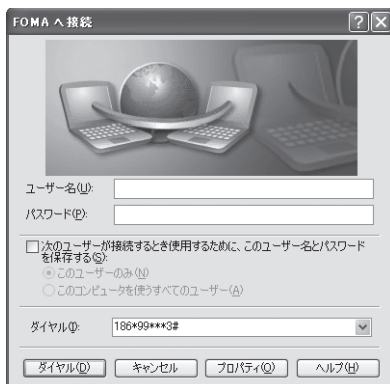 FOMA へ接続
ユーザー名(U):
パスワード(P):
次のユーザーが接続するとき使用するために、このユーザー名とパスワード
を保存する(S):
このユーザーのみ(N)
このコンピュータを使うすべてのユーザー(A)
ダイヤル(I): 186*99***3#
ダイヤル(D) キャンセル プロパティ(O) ヘルプ(H)